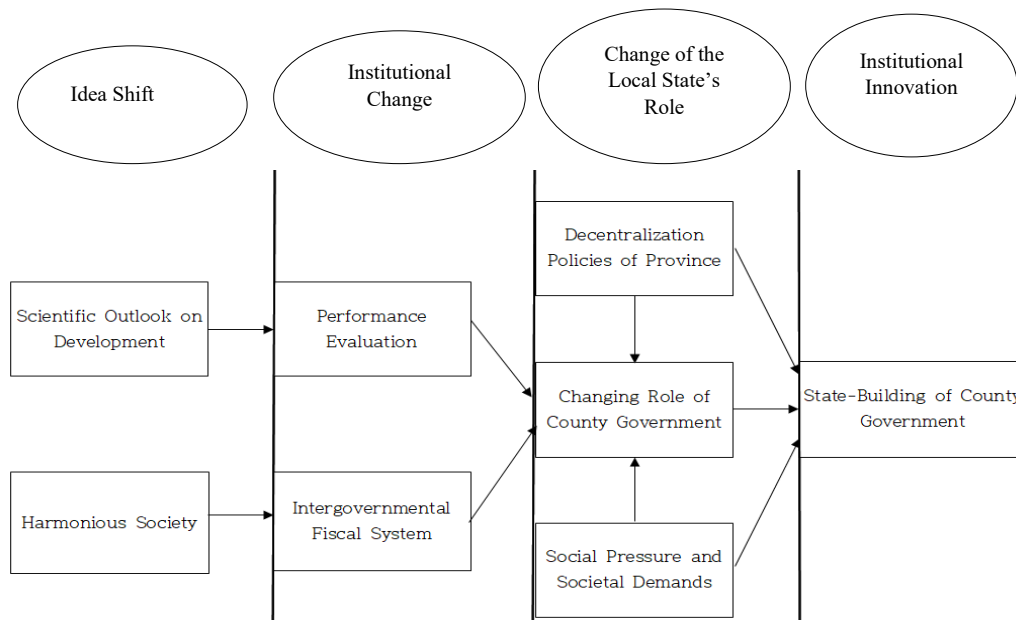 Idea Shift
Institutional
Change
Change of the
Local State's
Role
Institutional
Innovation
Decentralization
Policies of Province
Scientific Outlook on
Development
Performance
Evaluation
Changing Role of
County Government
State-Building of County
Government
Harmonious Society
Intergovernmental
Fiscal System
Social Pressure and
Societal Demands